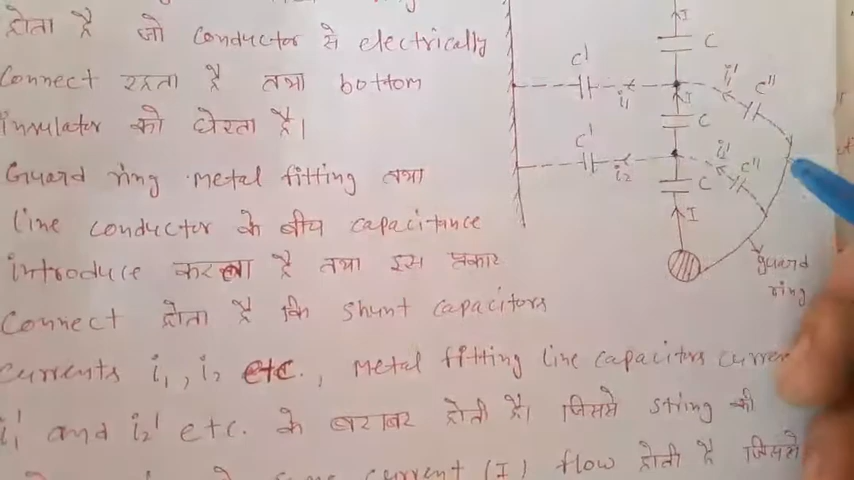 होता है जो conductor से electrically
connect रहता है तथा bottom
insulator को घेरता है।
Guard ring metal fitting तथा
line conductor के बीच capacitance
introduce करता है तथा इस प्रकार
connect होता है कि shunt capacitors
currents i₁, i₂ etc., metal fitting line capacitors curren
i₁' and i₂' etc. के बराबर होती है। जिससे string की
current (I) flow होती है जिससे
I
C
C'
i₁
i₁'
C''
I
C
C'
i₂
i₂'
C''
C
I
guard
ring